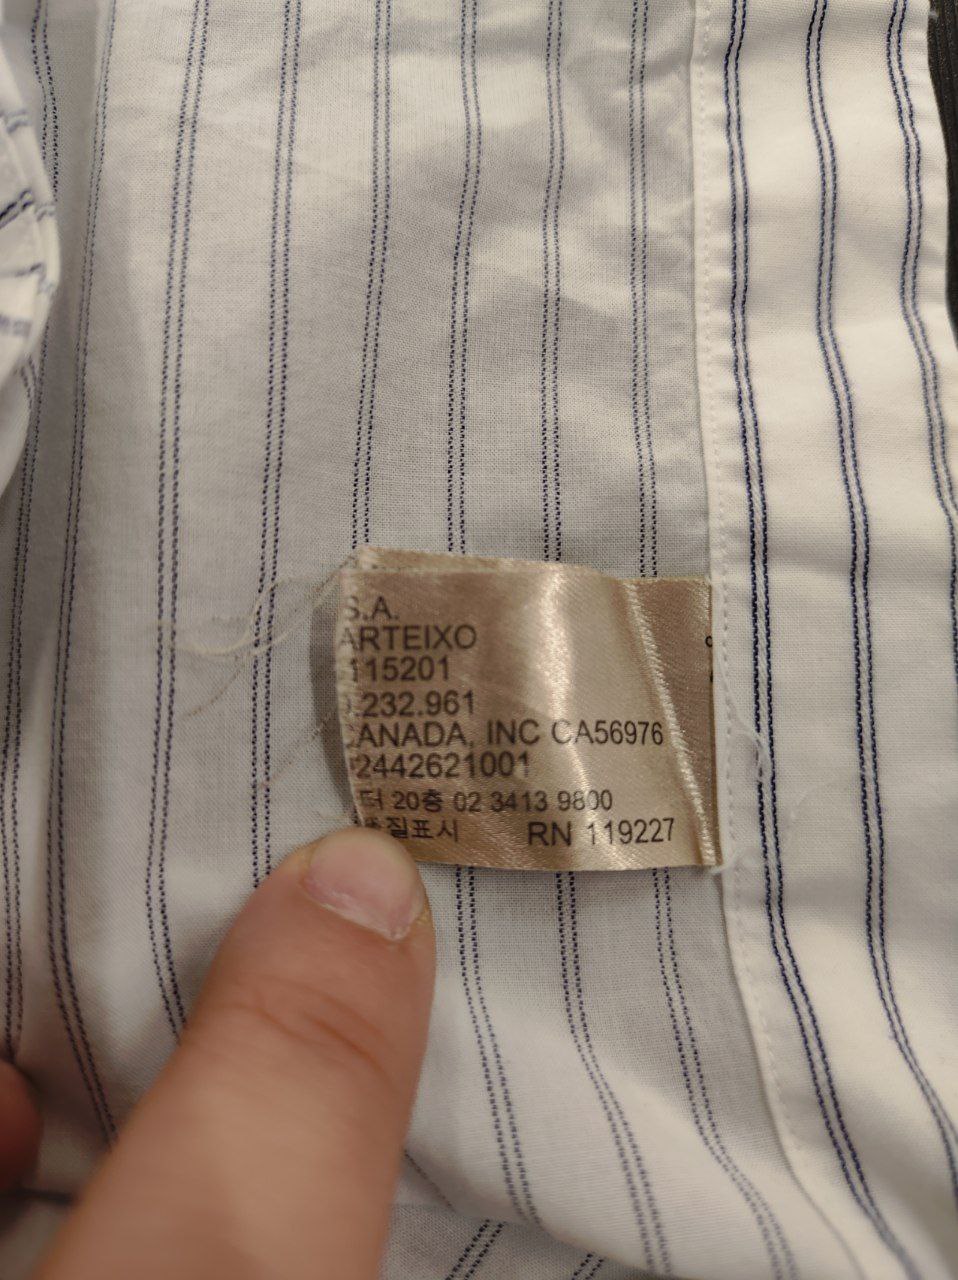 S.A.
ARTEIXO
115201
.232.961
CANADA, INC CA56976
2442621001
터 20층 02 3413 9800
질표시 RN 119227